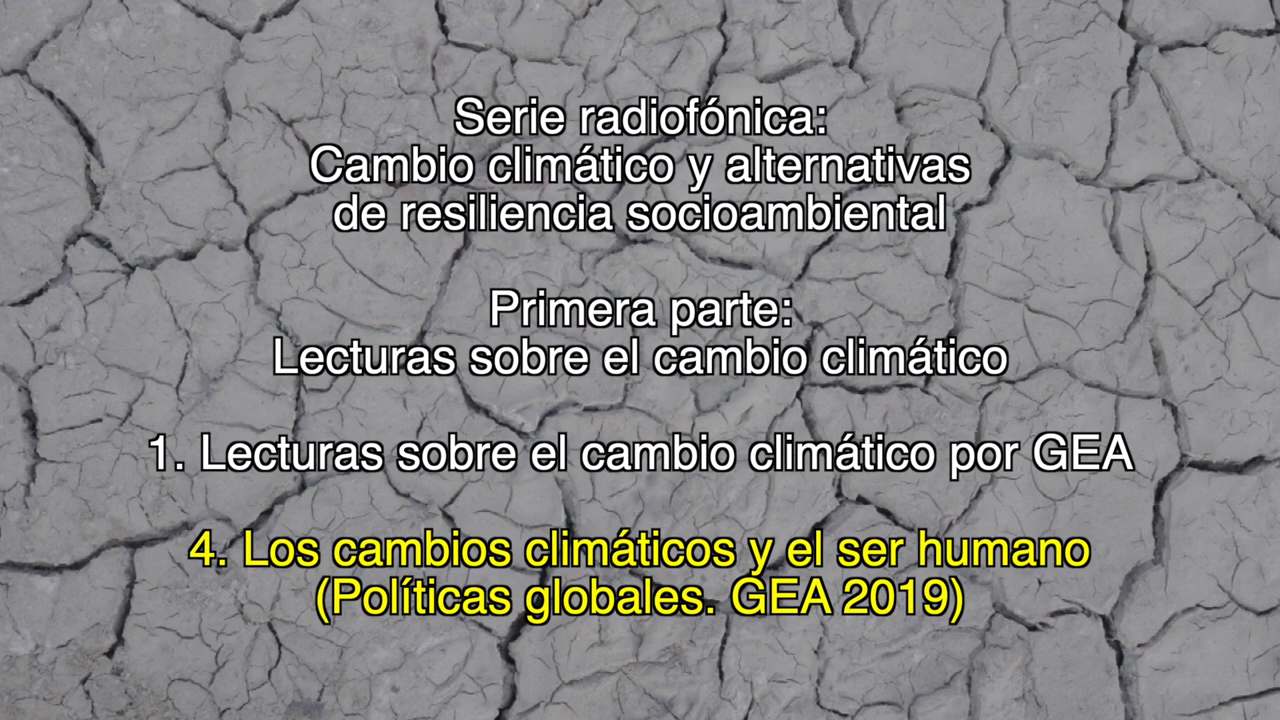 Serie radiofónica:
Cambio climático y alternativas
de resiliencia socioambiental
Primera parte:
Lecturas sobre el cambio climático
1. Lecturas sobre el cambio climático por GEA
4. Los cambios climáticos y el ser humano
(Políticas globales. GEA 2019)